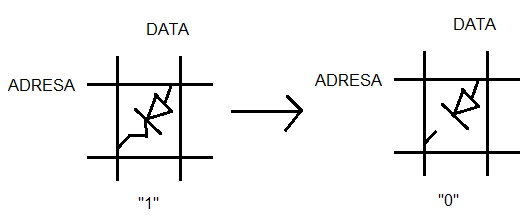 DATA
ADRESA
"1"
DATA
ADRESA
"0"